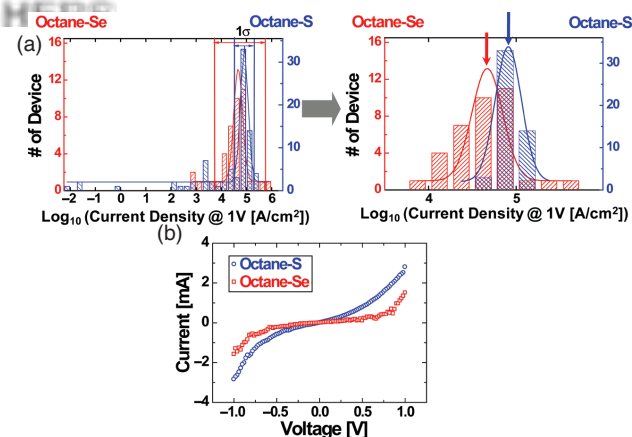 Octane-Se
Octane-S
Octane-Se
Octane-S
(a)
1σ
16
12
8
4
0
# of Device
30
20
10
0
−2 −1 0 1 2 3 4 5 6
Log10 (Current Density @ 1V [A/cm²])
16
12
8
4
0
# of Device
30
20
10
0
4 5
Log10 (Current Density @ 1V [A/cm²])
(b)
Octane-S
Octane-Se
4
2
0
−2
−4
Current [mA]
−1.0 −0.5 0.0 0.5 1.0
Voltage [V]